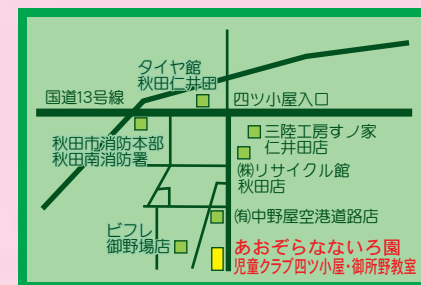 タイヤ館
秋田仁井田
国道13号線
四ツ小屋入口
秋田市消防本部
秋田南消防署
三陸工房すノ家
仁井田店
㈱リサイクル館
秋田店
㈲中野屋空港道路店
ビフレ
御野場店
あおぞらなないろ園
児童クラブ四ツ小屋・御所野教室